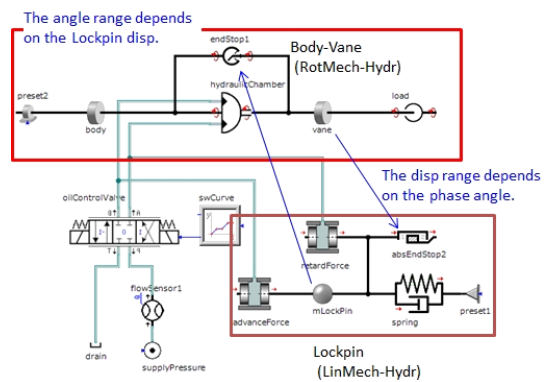 The angle range depends
on the Lockpin disp.
endStop1
Body-Vane
(RotMech-Hydr)
hydraulicChamber
preset2
load
body
vane
The disp range depends
on the phase angle.
oilControlValve
swCurve
B
A
T
P
retardForce
absEndStop2
flowSensor1
advanceForce
mLockPin
spring
preset1
drain
supplyPressure
Lockpin
(LinMech-Hydr)